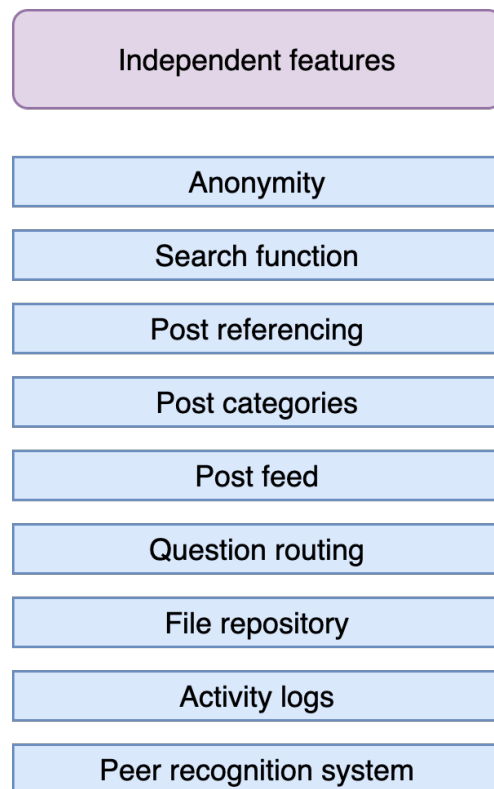 Independent features
Anonymity
Search function
Post referencing
Post categories
Post feed
Question routing
File repository
Activity logs
Peer recognition system